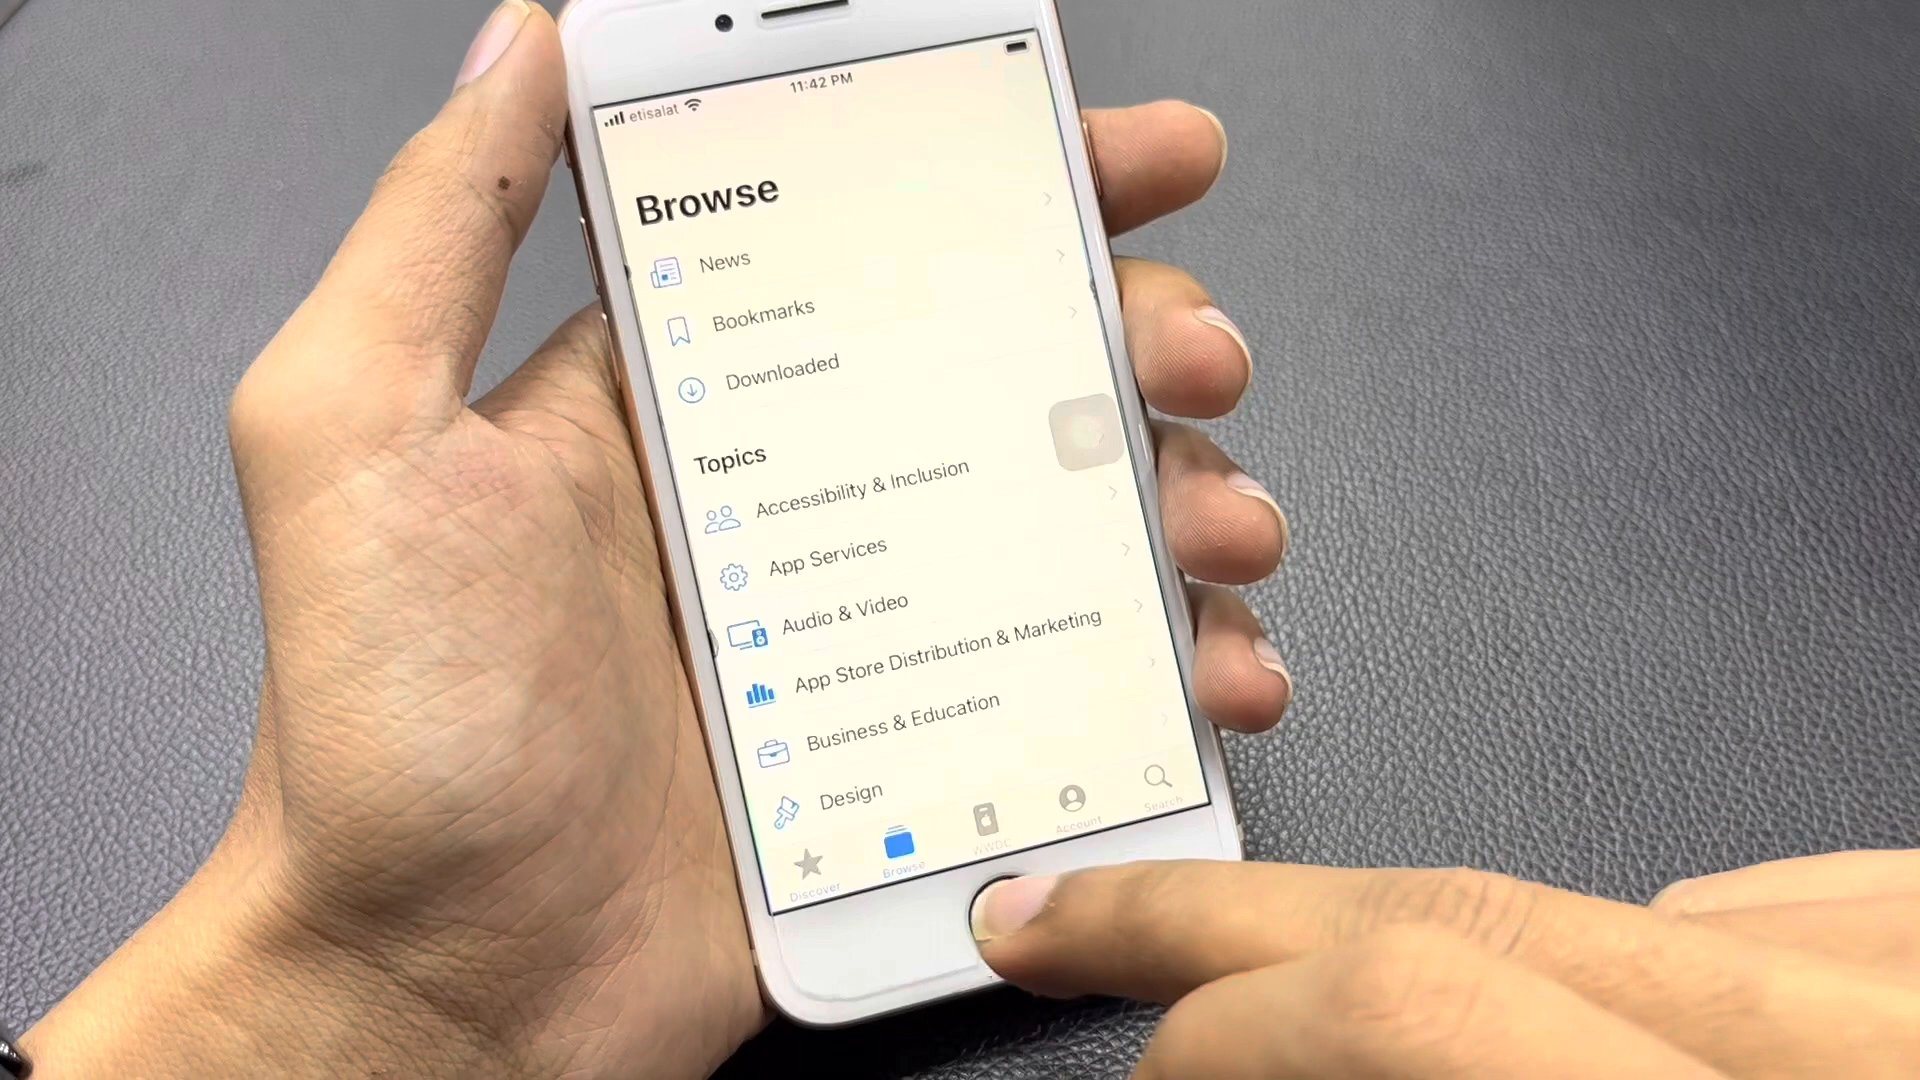 etisalat 11:42 PM
Browse
News
Bookmarks
Downloaded
Topics
Accessibility & Inclusion
App Services
Audio & Video
App Store Distribution & Marketing
Business & Education
Design
Discover Browse WWDC Account Search